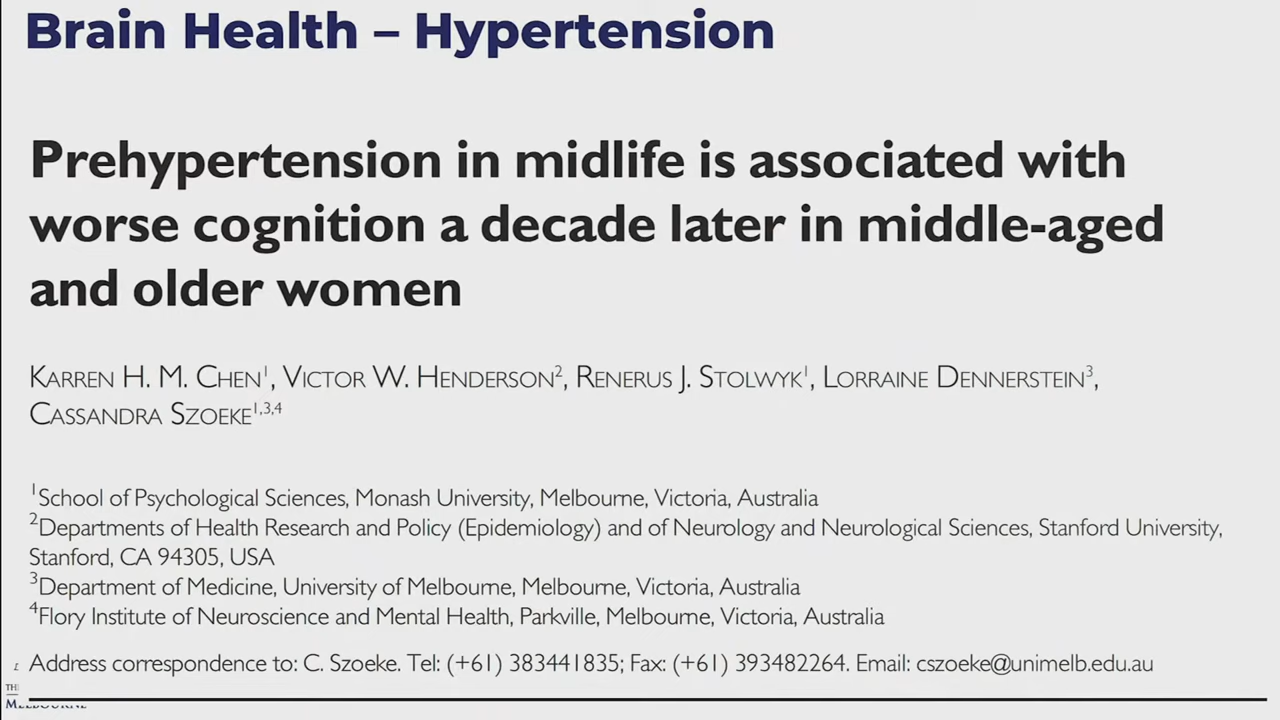 Brain Health – Hypertension
Prehypertension in midlife is associated with
worse cognition a decade later in middle-aged
and older women
KARREN H. M. CHEN¹, VICTOR W. HENDERSON², RENERUS J. STOLWYK¹, LORRAINE DENNERSTEIN³,
CASSANDRA SZOEKE¹,³,⁴
¹School of Psychological Sciences, Monash University, Melbourne, Victoria, Australia
²Departments of Health Research and Policy (Epidemiology) and of Neurology and Neurological Sciences, Stanford University,
Stanford, CA 94305, USA
³Department of Medicine, University of Melbourne, Melbourne, Victoria, Australia
⁴Flory Institute of Neuroscience and Mental Health, Parkville, Melbourne, Victoria, Australia
Address correspondence to: C. Szoeke. Tel: (+61) 383441835; Fax: (+61) 393482264. Email: cszoeke@unimelb.edu.au